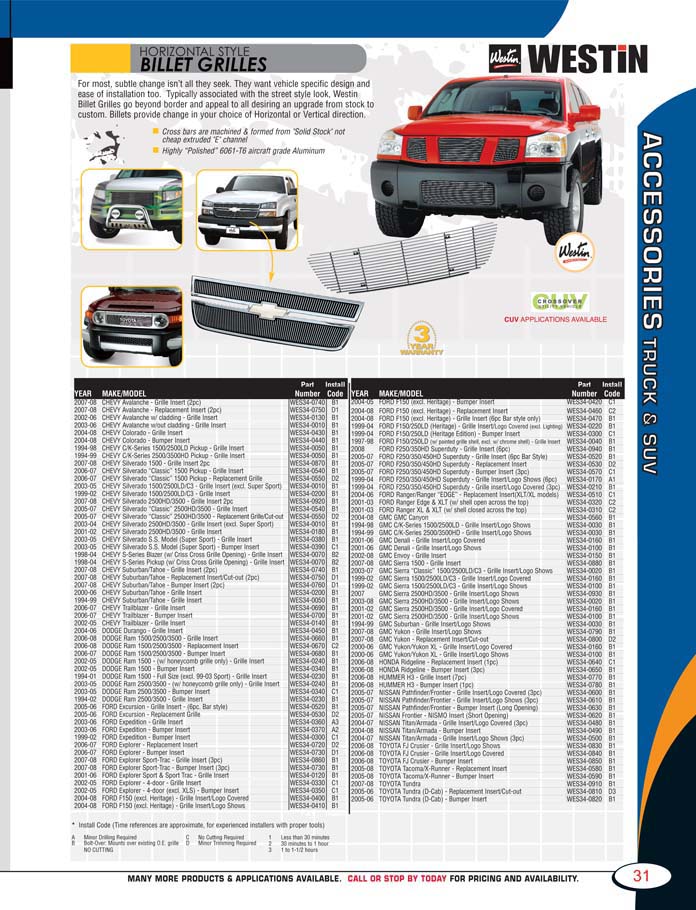 HORIZONTAL STYLE
BILLET GRILLES
Westin
WESTiN
For most, subtle change isn't all they seek. They want vehicle specific design and
ease of installation too. Typically associated with the street style look, Westin
Billet Grilles go beyond border and appeal to all desiring an upgrade from stock to
custom. Billets provide change in your choice of Horizontal or Vertical direction.
Cross bars are machined & formed from "Solid Stock" not
cheap extruded "E" channel
Highly "Polished" 6061-T6 aircraft grade Aluminum
Westin
CUV
CROSSOVER
CUV APPLICATIONS AVAILABLE
3
YEAR
WARRANTY
ACCESSORIES TRUCK & SUV
YEAR MAKE/MODEL Part Number Install Code
2007-08 CHEVY Avalanche - Grille Insert (2pc) WES34-0740 B1
2007-08 CHEVY Avalanche - Replacement Insert (2pc) WES34-0750 D1
2002-06 CHEVY Avalanche w/ cladding - Grille Insert WES34-0130 B1
2003-06 CHEVY Avalanche w/out cladding - Grille Insert WES34-0010 B1
2004-08 CHEVY Colorado - Grille Insert WES34-0430 B1
2004-08 CHEVY Colorado - Bumper Insert WES34-0440 B1
1994-98 CHEVY C/K-Series 1500/2500LD Pickup - Grille Insert WES34-0050 B1
1994-99 CHEVY C/K-Series 2500/3500HD Pickup - Grille Insert WES34-0050 B1
2007-08 CHEVY Silverado 1500 - Grille Insert 2pc WES34-0870 B1
2006-07 CHEVY Silverado "Classic" 1500 Pickup - Grille Insert WES34-0540 B1
2006-07 CHEVY Silverado "Classic" 1500 Pickup - Replacement Grille WES34-0550 D2
2003-05 CHEVY Silverado 1500/2500LD/C3 - Grille Insert (excl. Super Sport) WES34-0010 B1
1999-02 CHEVY Silverado 1500/2500LD/C3 - Grille Insert WES34-0200 B1
2007-08 CHEVY Silverado 2500HD/3500 - Grille Insert 2pc WES34-0920 B1
2005-07 CHEVY Silverado "Classic" 2500HD/3500 - Grille Insert WES34-0540 B1
2005-07 CHEVY Silverado "Classic" 2500HD/3500 - Replacement Grille/Cut-out WES34-0550 D2
2003-04 CHEVY Silverado 2500HD/3500 - Grille Insert (excl. Super Sport) WES34-0010 B1
2001-02 CHEVY Silverado 2500HD/3500 - Grille Insert WES34-0180 B1
2003-05 CHEVY Silverado S.S. Model (Super Sport) - Grille Insert WES34-0380 B1
2003-05 CHEVY Silverado S.S. Model (Super Sport) - Bumper Insert WES34-0390 C1
1998-04 CHEVY S-Series Blazer (w/ Criss Cross Grille Opening) - Grille Insert WES34-0070 B2
1998-04 CHEVY S-Series Pickup (w/ Criss Cross Grille Opening) - Grille Insert WES34-0070 B2
2007-08 CHEVY Suburban/Tahoe - Grille Insert (2pc) WES34-0740 B1
2007-08 CHEVY Suburban/Tahoe - Replacement Insert/Cut-out (2pc) WES34-0750 D1
2007-08 CHEVY Suburban/Tahoe - Bumper Insert (2pc) WES34-0760 D1
2000-06 CHEVY Suburban/Tahoe - Grille Insert WES34-0200 B1
1994-99 CHEVY Suburban/Tahoe - Grille Insert WES34-0050 B1
2006-07 CHEVY Trailblazer - Grille Insert WES34-0690 B1
2006-07 CHEVY Trailblazer - Bumper Insert WES34-0700 B1
2002-05 CHEVY Trailblazer - Grille Insert WES34-0140 B1
2004-06 DODGE Durango - Grille Insert WES34-0450 B1
2006-08 DODGE Ram 1500/2500/3500 - Grille Insert WES34-0660 B1
2006-08 DODGE Ram 1500/2500/3500 - Replacement Insert WES34-0670 C2
2006-07 DODGE Ram 1500/2500/3500 - Bumper Insert WES34-0680 B1
2002-05 DODGE Ram 1500 - (w/ honeycomb grille only) - Grille Insert WES34-0240 B1
2002-05 DODGE Ram 1500 - Bumper Insert WES34-0340 B1
1994-01 DODGE Ram 1500 - Full Size (excl. 99-03 Sport) - Grille Insert WES34-0230 B1
2003-05 DODGE Ram 2500/3500 - (w/ honeycomb grille only) - Grille Insert WES34-0240 B1
2003-05 DODGE Ram 2500/3500 - Bumper Insert WES34-0340 C1
1994-02 DODGE Ram 2500/3500 - Grille Insert WES34-0230 B1
2005-06 FORD Excursion - Grille Insert - (6pc. Bar style) WES34-0520 B1
2005-06 FORD Excursion - Replacement Grille WES34-0530 D2
2003-06 FORD Expedition - Grille Insert WES34-0360 A3
2003-06 FORD Expedition - Bumper Insert WES34-0370 A2
1999-02 FORD Expedition - Bumper Insert WES34-0300 C1
2006-07 FORD Explorer - Replacement Insert WES34-0720 D2
2006-07 FORD Explorer - Bumper Insert WES34-0730 D1
2007-08 FORD Explorer Sport-Trac - Grille Insert (3pc) WES34-0860 B1
2007-08 FORD Explorer Sport-Trac - Bumper Insert (3pc) WES34-0730 B1
2001-06 FORD Explorer Sport & Sport Trac - Grille Insert WES34-0120 B1
2002-05 FORD Explorer - 4-door - Grille Insert WES34-0330 C1
2002-05 FORD Explorer - 4-door (excl. XLS) - Bumper Insert WES34-0350 C1
2004-08 FORD F150 (excl. Heritage) - Grille Insert/Logo Covered WES34-0400 B1
2004-08 FORD F150 (excl. Heritage) - Grille Insert/Logo Shows WES34-0410 B1
YEAR MAKE/MODEL Part Number Install Code
2004-05 FORD F150 (excl. Heritage) - Bumper Insert WES34-0420 C1
2004-08 FORD F150 (excl. Heritage) - Replacement Insert WES34-0460 C2
2004-08 FORD F150 (excl. Heritage) - Grille Insert (6pc Bar style only) WES34-0470 B1
1999-04 FORD F150/250LD (Heritage) - Grille Insert/Logo Covered (excl. Lighting) WES34-0220 B1
1999-04 FORD F150/250LD (Heritage Edition) - Bumper Insert WES34-0300 C1
1997-98 FORD F150/250LD (w/ painted grille shell, excl. w/ chrome shell) - Grille Insert WES34-0040 B1
2008 FORD F250/350HD Superduty - Grille Insert (6pc) WES34-0940 B1
2005-07 FORD F250/350/450HD Superduty - Grille Insert (6pc Bar Style) WES34-0520 B1
2005-07 FORD F250/350/450HD Superduty - Replacement Insert WES34-0530 D2
2005-07 FORD F250/350/450HD Superduty - Bumper Insert (3pc) WES34-0570 C1
1999-04 FORD F250/350/450HD Superduty - Grille Insert/Logo Shows (6pc) WES34-0170 A1
1999-04 FORD F250/350/450HD Superduty - Grille Insert/Logo Covered (3pc) WES34-0210 B1
2004-06 FORD Ranger/Ranger "EDGE" - Replacement Insert(XLT/XL models) WES34-0510 C1
2001-03 FORD Ranger Edge & XLT (w/ shell open across the top) WES34-0320 C2
2001-03 FORD Ranger XL & XLT (w/ shell closed across the top) WES34-0310 C2
2004-08 GMC GMC Canyon WES34-0560 B1
1994-98 GMC C/K-Series 1500/2500LD - Grille Insert/Logo Shows WES34-0030 B1
1994-99 GMC C/K-Series 2500/3500HD - Grille Insert/Logo Shows WES34-0030 B1
2001-06 GMC Denali - Grille Insert/Logo Covered WES34-0160 B1
2001-06 GMC Denali - Grille Insert/Logo Shows WES34-0100 B1
2002-08 GMC Envoy - Grille Insert WES34-0150 B1
2007-08 GMC Sierra 1500 - Grille Insert WES34-0880 B1
2003-07 GMC Sierra "Classic" 1500/2500LD/C3 - Grille Insert/Logo Shows WES34-0020 B1
1999-02 GMC Sierra 1500/2500LD/C3 - Grille Insert/Logo Covered WES34-0160 B1
1999-02 GMC Sierra 1500/2500LD/C3 - Grille Insert/Logo Shows WES34-0100 B1
2007 GMC Sierra 2500HD/3500 - Grille Insert/Logo Shows WES34-0930 B1
2003-08 GMC Sierra 2500HD/3500 - Grille Insert/Logo Shows WES34-0020 B1
2001-02 GMC Sierra 2500HD/3500 - Grille Insert/Logo Covered WES34-0160 B1
2001-02 GMC Sierra 2500HD/3500 - Grille Insert/Logo Shows WES34-0100 B1
1994-99 GMC Suburban - Grille Insert/Logo Shows WES34-0030 B1
2007-08 GMC Yukon - Grille Insert/Logo Shows WES34-0790 B1
2007-08 GMC Yukon - Replacement Insert/Cut-out WES34-0800 D2
2000-06 GMC Yukon/Yukon XL - Grille Insert/Logo Covered WES34-0160 B1
2000-06 GMC Yukon/Yukon XL - Grille Insert/Logo Shows WES34-0100 B1
2006-08 HONDA Ridgeline - Replacement Insert (1pc) WES34-0640 C1
2006-08 HONDA Ridgeline - Bumper Insert (3pc) WES34-0650 B1
2006-08 HUMMER H3 - Grille Insert (7pc) WES34-0770 B1
2006-08 HUMMER H3 - Bumper Insert (1pc) WES34-0780 B1
2005-07 NISSAN Pathfinder/Frontier - Grille Insert/Logo Covered (3pc) WES34-0600 B1
2005-07 NISSAN Pathfinder/Frontier - Grille Insert/Logo Shows (3pc) WES34-0610 B1
2005-07 NISSAN Pathfinder/Frontier - Bumper Insert (Long Opening) WES34-0630 B1
2005-07 NISSAN Frontier - NISMO Insert (Short Opening) WES34-0620 B1
2004-07 NISSAN Titan/Armada - Grille Insert/Logo Covered (3pc) WES34-0480 B1
2004-08 NISSAN Titan/Armada - Bumper Insert WES34-0490 B1
2004-07 NISSAN Titan/Armada - Grille Insert/Logo Shows (3pc) WES34-0500 B1
2006-08 TOYOTA FJ Crusier - Grille Insert/Logo Shows WES34-0830 B1
2006-08 TOYOTA FJ Crusier - Grille Insert/Logo Covered WES34-0840 B1
2006-08 TOYOTA FJ Crusier - Bumper Insert WES34-0850 B1
2005-08 TOYOTA Tacoma/X-Runner - Replacement Insert WES34-0580 B1
2005-08 TOYOTA Tacoma/X-Runner - Bumper Insert WES34-0590 B1
2007-08 TOYOTA Tundra WES34-0910 B1
2005-06 TOYOTA Tundra (D-Cab) - Replacement Insert/Cut-out WES34-0810 D3
2005-06 TOYOTA Tundra (D-Cab) - Bumper Insert WES34-0820 B1
* Install Code (Time references are approximate, for experienced installers with proper tools)
A Minor Drilling Required C No Cutting Required 1 Less than 30 minutes
B Bolt-Over: Mounts over existing O.E. grille D Minor Trimming Required 2 30 minutes to 1 hour
NO CUTTING 3 1 to 1-1/2 hours
MANY MORE PRODUCTS & APPLICATIONS AVAILABLE. CALL OR STOP BY TODAY FOR PRICING AND AVAILABILITY.
31